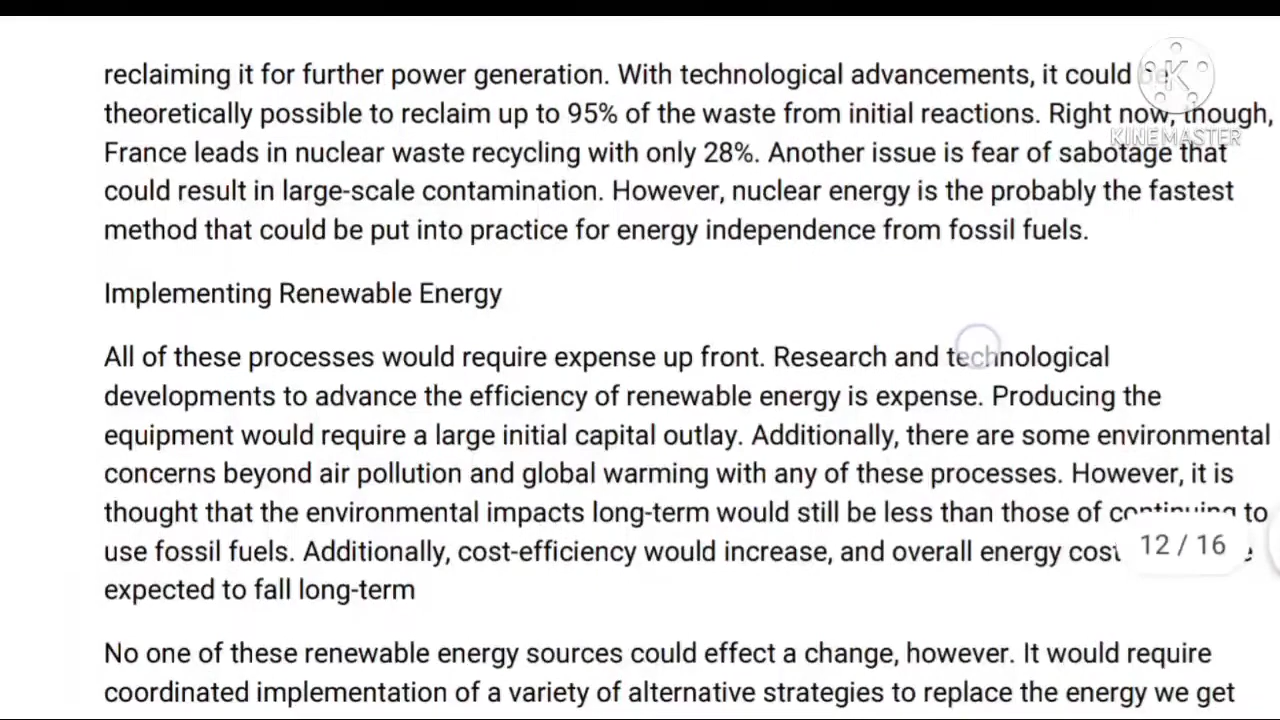 reclaiming it for further power generation. With technological advancements, it could be
theoretically possible to reclaim up to 95% of the waste from initial reactions. Right now, though,
France leads in nuclear waste recycling with only 28%. Another issue is fear of sabotage that
could result in large-scale contamination. However, nuclear energy is the probably the fastest
method that could be put into practice for energy independence from fossil fuels.
Implementing Renewable Energy
All of these processes would require expense up front. Research and technological
developments to advance the efficiency of renewable energy is expense. Producing the
equipment would require a large initial capital outlay. Additionally, there are some environmental
concerns beyond air pollution and global warming with any of these processes. However, it is
thought that the environmental impacts long-term would still be less than those of continuing to
use fossil fuels. Additionally, cost-efficiency would increase, and overall energy cost
expected to fall long-term
No one of these renewable energy sources could effect a change, however. It would require
coordinated implementation of a variety of alternative strategies to replace the energy we get
K
KINEMASTER
12 / 16